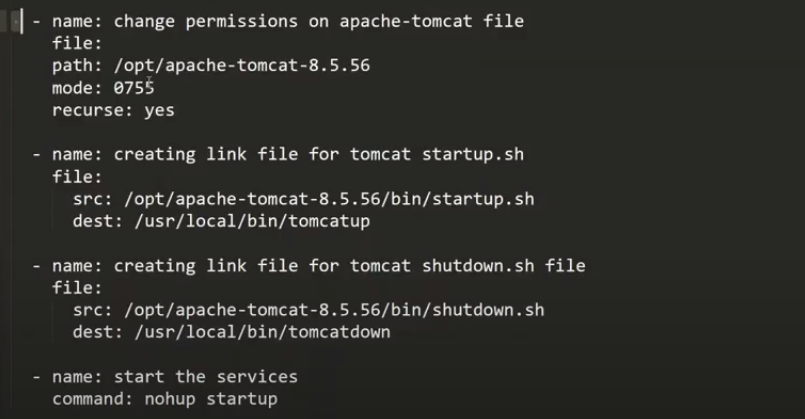 - name: change permissions on apache-tomcat file
file:
path: /opt/apache-tomcat-8.5.56
mode: 0755
recurse: yes
- name: creating link file for tomcat startup.sh
file:
src: /opt/apache-tomcat-8.5.56/bin/startup.sh
dest: /usr/local/bin/tomcatup
- name: creating link file for tomcat shutdown.sh file
file:
src: /opt/apache-tomcat-8.5.56/bin/shutdown.sh
dest: /usr/local/bin/tomcatdown
- name: start the services
command: nohup startup